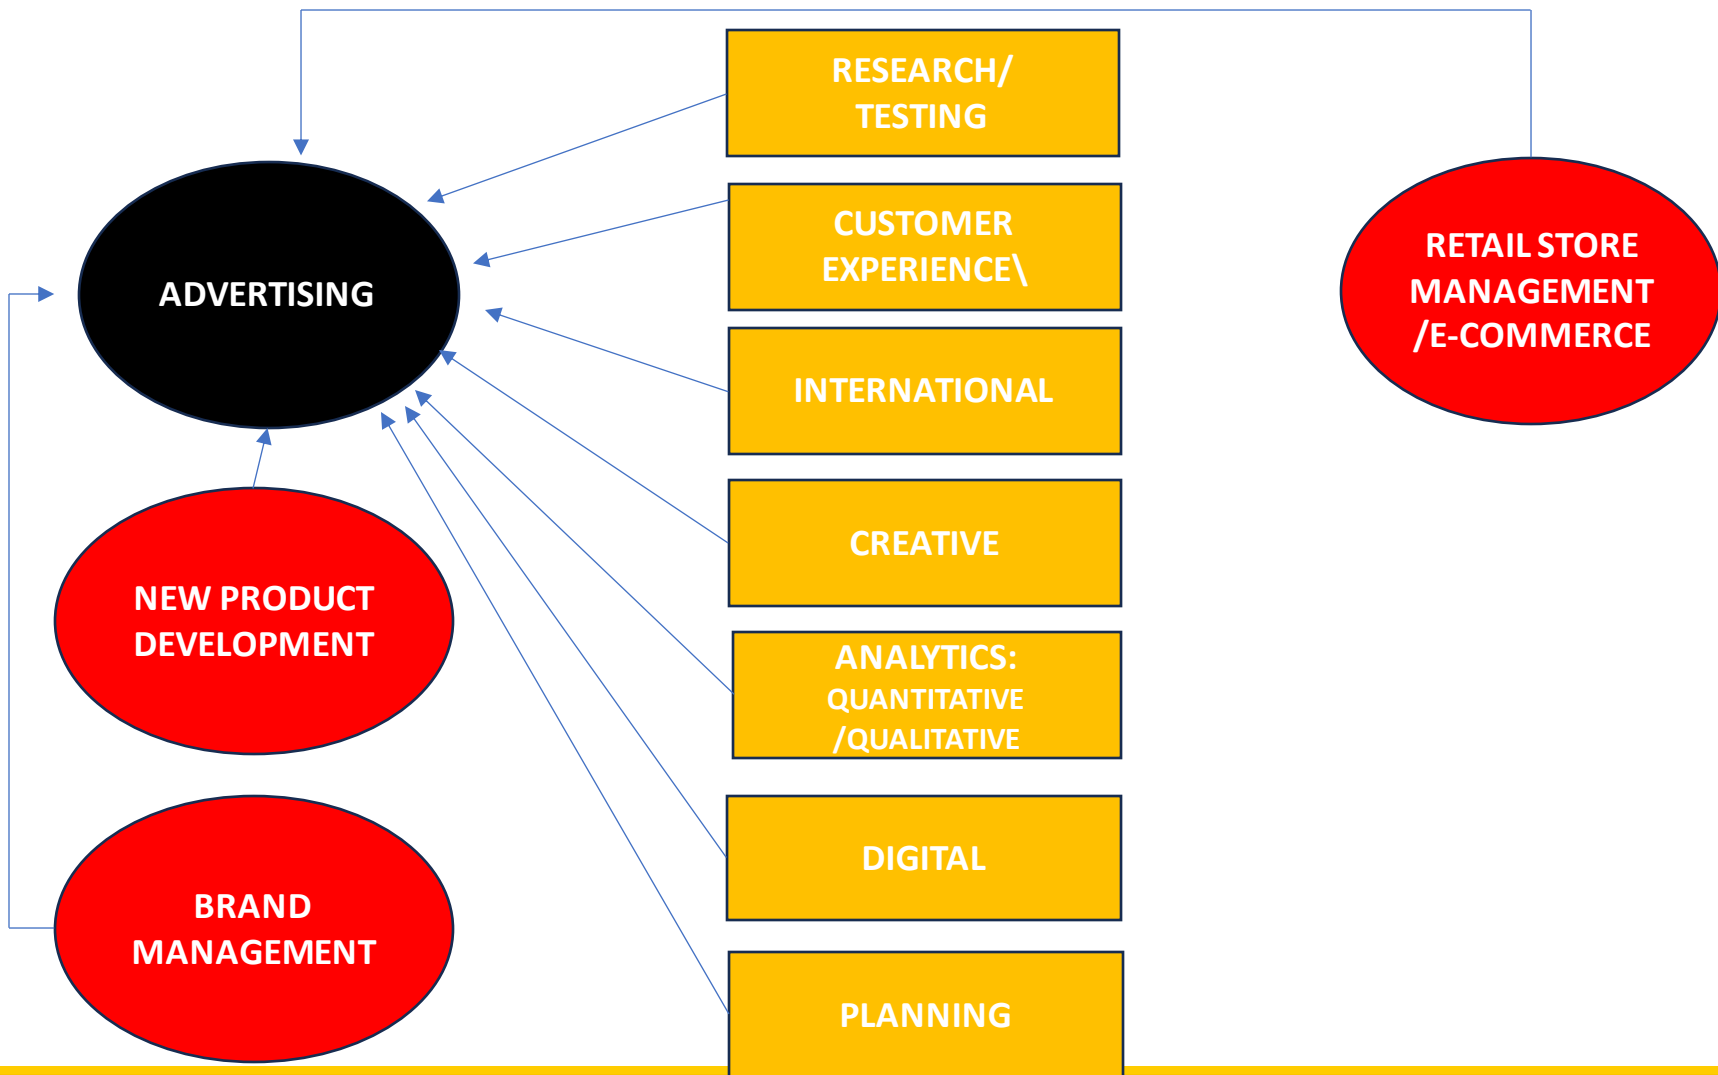 RESEARCH/
TESTING
CUSTOMER
EXPERIENCE\
RETAIL STORE
MANAGEMENT
/E-COMMERCE
ADVERTISING
INTERNATIONAL
CREATIVE
NEW PRODUCT
DEVELOPMENT
ANALYTICS:
QUANTITATIVE
/QUALITATIVE
DIGITAL
BRAND
MANAGEMENT
PLANNING